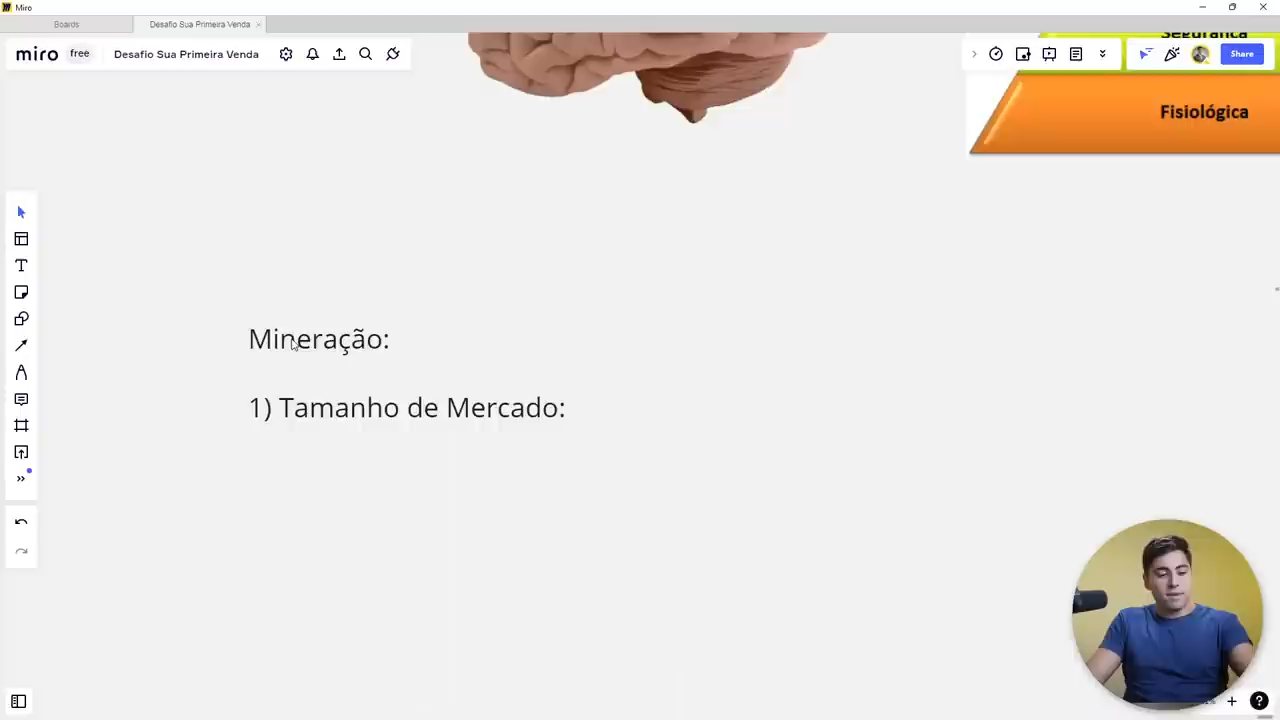 Miro
Boards
Desafio Sua Primeira Venda
miro free Desafio Sua Primeira Venda
Share
Segurança
Fisiológica
Mineração:
1) Tamanho de Mercado: